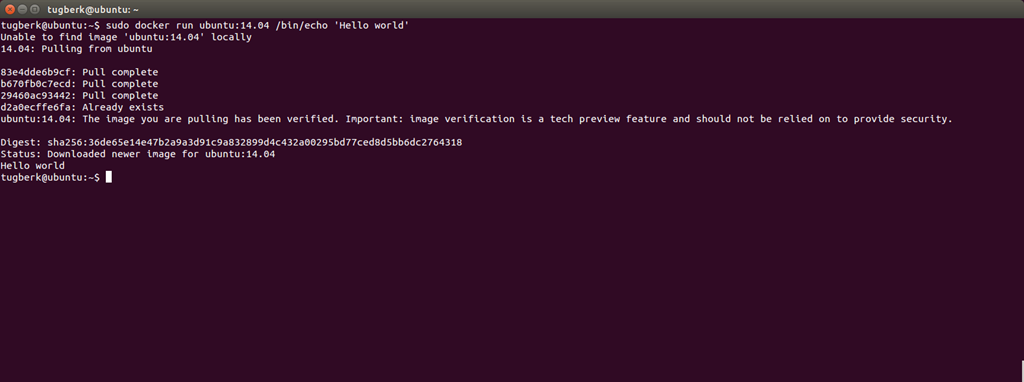 tugberk@ubuntu: ~
tugberk@ubuntu:~$ sudo docker run ubuntu:14.04 /bin/echo 'Hello world'
Unable to find image 'ubuntu:14.04' locally
14.04: Pulling from ubuntu
83e4dde6b9cf: Pull complete
b670fb0c7ecd: Pull complete
29460ac93442: Pull complete
d2a0ecffe6fa: Already exists
ubuntu:14.04: The image you are pulling has been verified. Important: image verification is a tech preview feature and should not be relied on to provide security.
Digest: sha256:36de65e14e47b2a9a3d91c9a832899d4c432a00295bd77ced8d5bb6dc2764318
Status: Downloaded newer image for ubuntu:14.04
Hello world
tugberk@ubuntu:~$